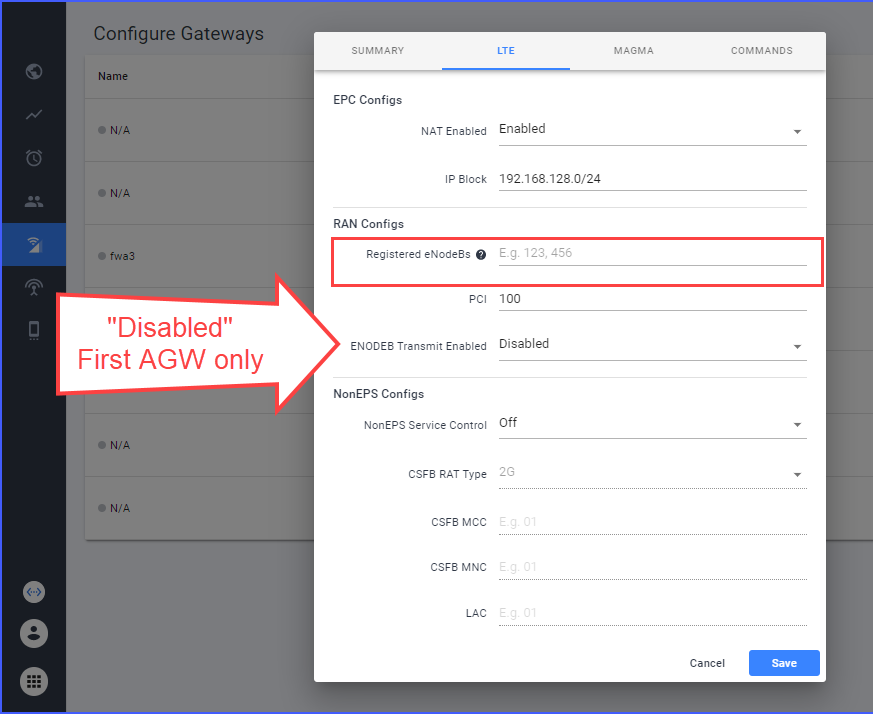 Configure Gateways
Name
N/A
N/A
fwa3
N/A
N/A
SUMMARY LTE MAGMA COMMANDS
EPC Configs
NAT Enabled Enabled
IP Block 192.168.128.0/24
RAN Configs
Registered eNodeBs ? E.g. 123, 456
PCI 100
ENODEB Transmit Enabled Disabled
"Disabled"
First AGW only
NonEPS Configs
NonEPS Service Control Off
CSFB RAT Type 2G
CSFB MCC E.g. 01
CSFB MNC E.g. 01
LAC E.g. 01
Cancel Save